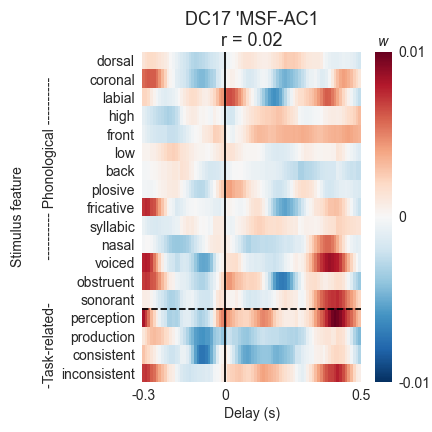 DC17 'MSF-AC1
r = 0.02
w
dorsal
coronal
labial
high
front
low
back
plosive
fricative
syllabic
nasal
voiced
obstruent
sonorant
perception
production
consistent
inconsistent
Stimulus feature
-Task-related- ---------- Phonological ----------
0.01
0
-0.01
-0.3 0 0.5
Delay (s)